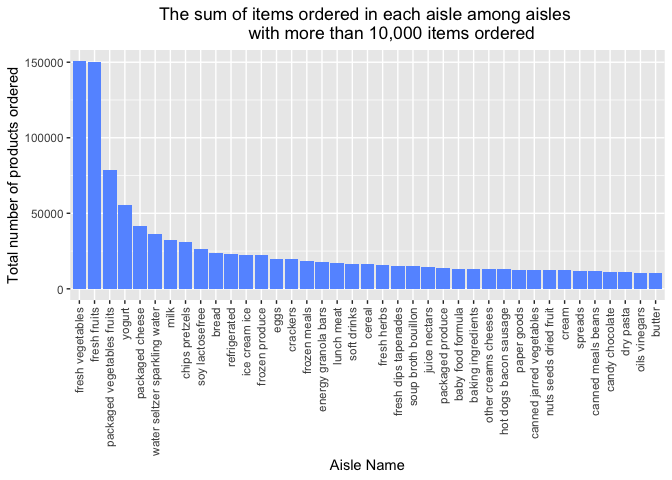 The sum of items ordered in each aisle among aisles
with more than 10,000 items ordered
Total number of products ordered
150000
100000
50000
0
fresh vegetables
fresh fruits
packaged vegetables fruits
yogurt
packaged cheese
water seltzer sparkling water
milk
chips pretzels
soy lactosefree
bread
refrigerated
ice cream ice
frozen produce
eggs
crackers
frozen meals
energy granola bars
lunch meat
soft drinks
cereal
fresh herbs
fresh dips tapenades
soup broth bouillon
juice nectars
packaged produce
baby food formula
baking ingredients
other creams cheeses
hot dogs bacon sausage
paper goods
canned jarred vegetables
nuts seeds dried fruit
cream
spreads
canned meals beans
candy chocolate
dry pasta
oils vinegars
butter
Aisle Name